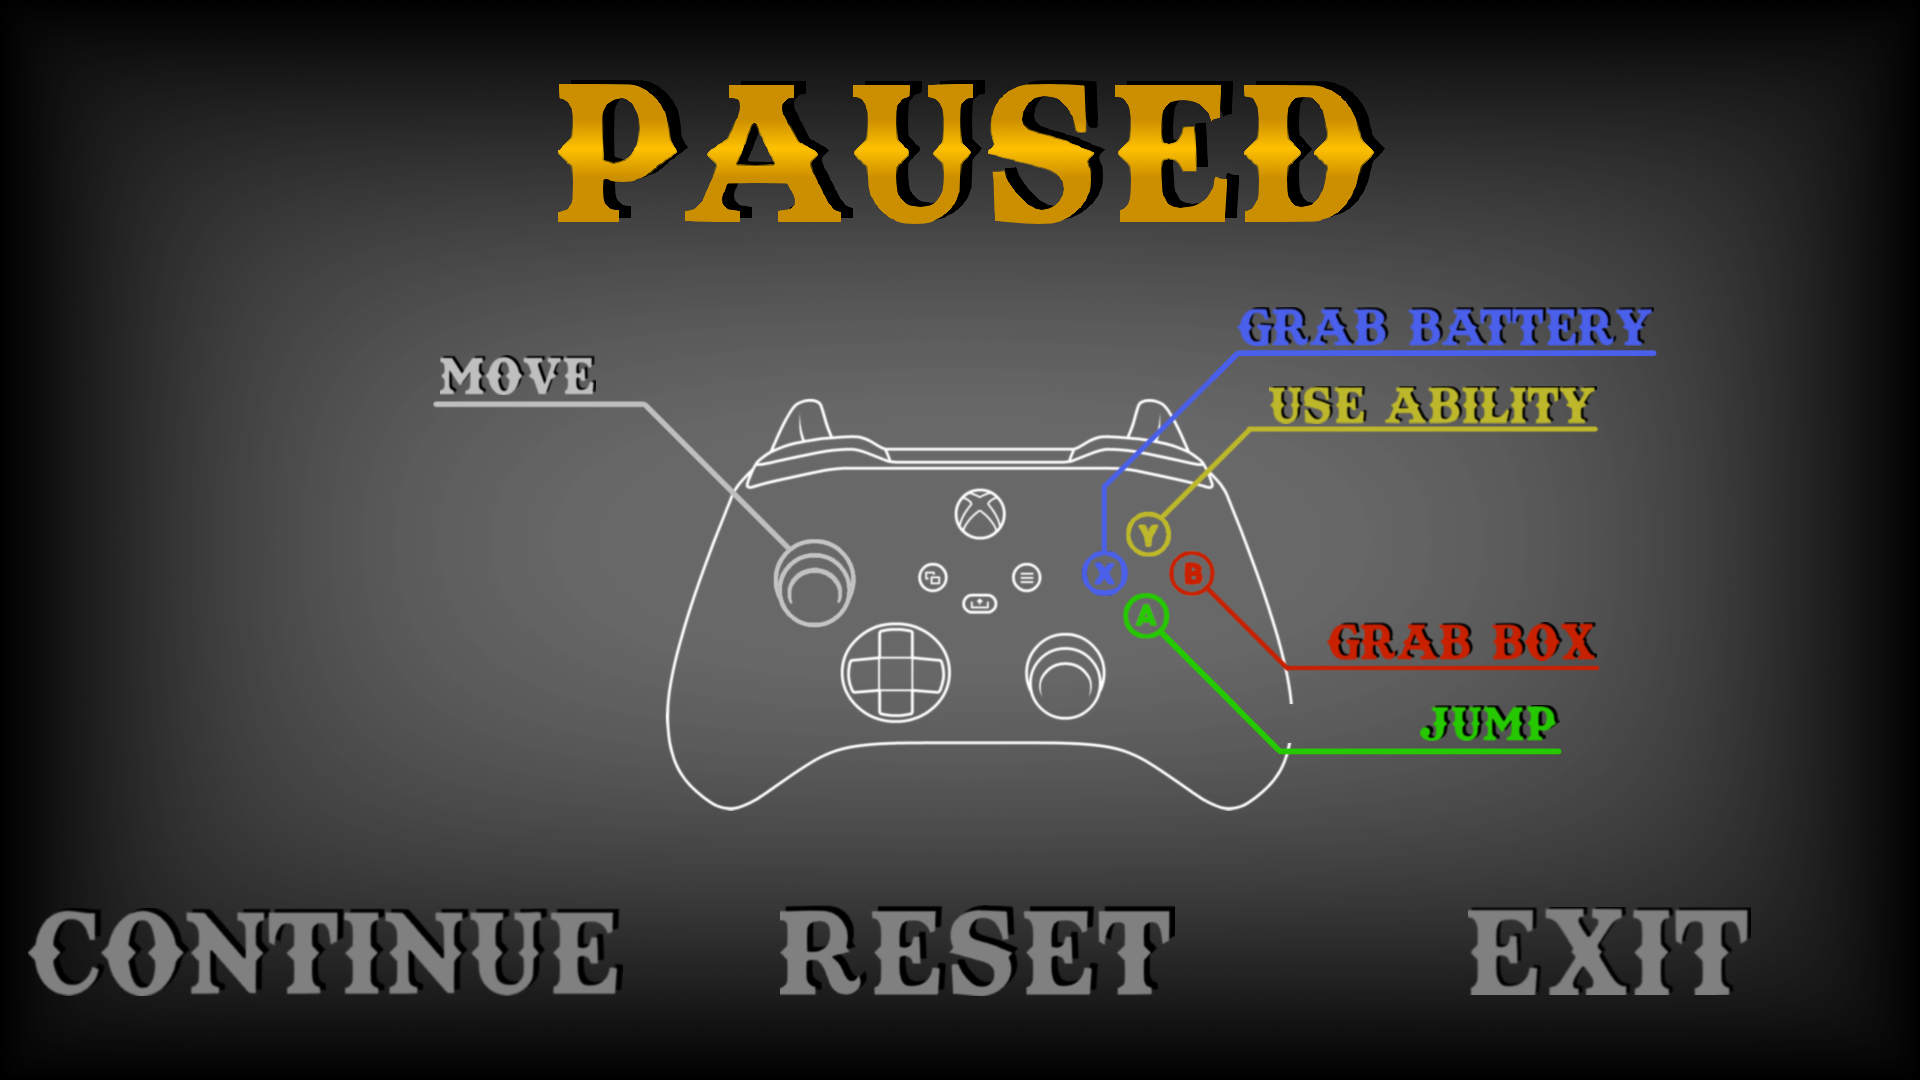 PAUSED
GRAB BATTERY
MOVE
USE ABILITY
Y
X
B
A
GRAB BOX
JUMP
CONTINUE
RESET
EXIT